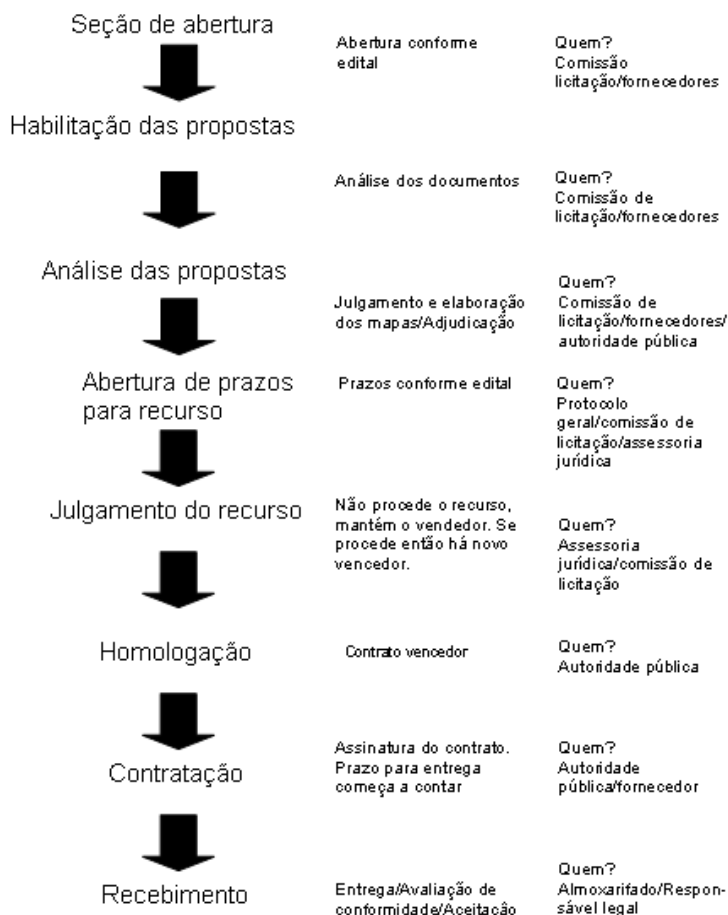 Seção de abertura
Abertura conforme
edital
Quem?
Comissão
licitação/fornecedores
Habilitação das propostas
Análise dos documentos
Quem?
Comissão de
licitação/fornecedores
Análise das propostas
Julgamento e elaboração
dos mapas/Adjudicação
Quem?
Comissão de
licitação/fornecedores/
autoridade pública
Abertura de prazos
para recurso
Prazos conforme edital
Quem?
Protocolo
geral/comissão de
licitação/assessoria
jurídica
Julgamento do recurso
Não procede o recurso,
mantém o vendedor. Se
procede então há novo
vencedor.
Quem?
Assessoria
jurídica/comissão de
licitação
Homologação
Contrato vencedor
Quem?
Autoridade pública
Contratação
Assinatura do contrato.
Prazo para entrega
começa a contar
Quem?
Autoridade
pública/fornecedor
Recebimento
Entrega/Avaliação de
conformidade/Aceitação
Quem?
Almoxarifado/Respon-
sável legal